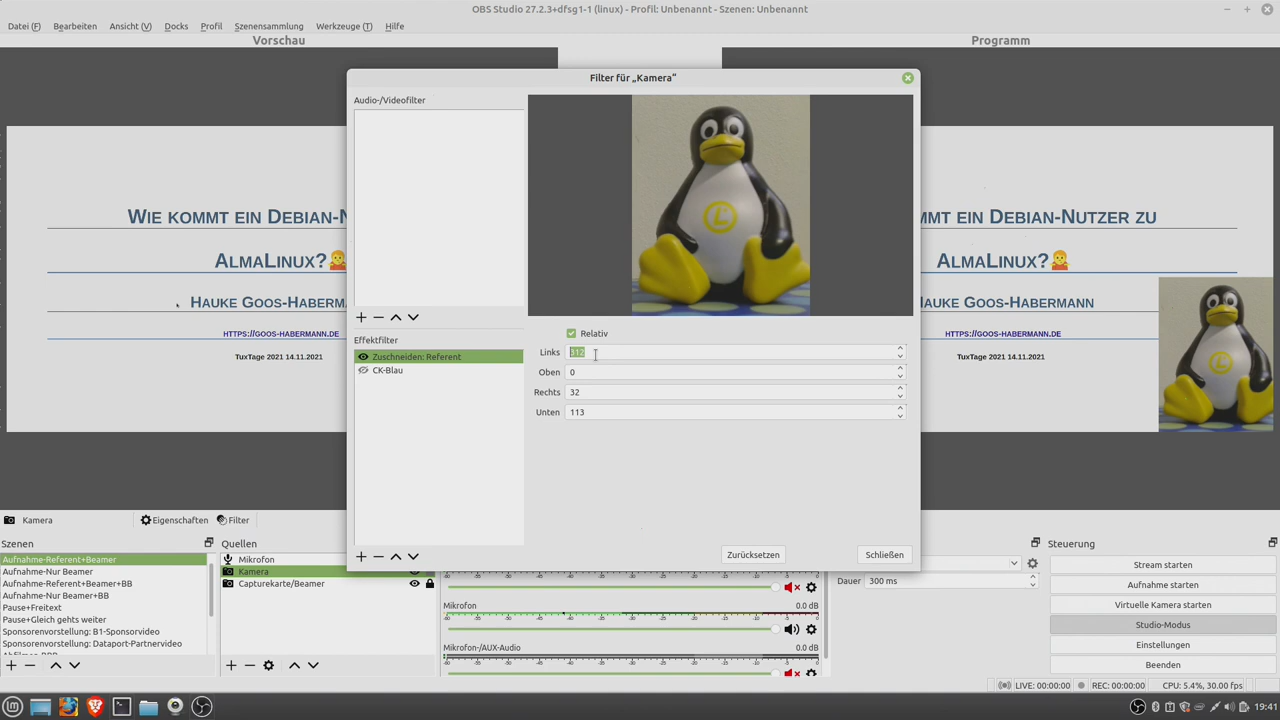 OBS Studio 27.2.3+dfsg1-1 (linux) - Profil: Unbenannt - Szenen: Unbenannt
Datei (F) Bearbeiten Ansicht (V) Docks Profil Szenensammlung Werkzeuge (T) Hilfe
Vorschau
Programm
Filter für „Kamera“
Audio-/Videofilter
Effektfilter
Zuschneiden: Referent
CK-Blau
Relativ
Links 312
Oben 0
Rechts 32
Unten 113
Zurücksetzen
Schließen
WIE KOMMT EIN DEBIAN-N
ALMALINUX?
HAUKE GOOS-HABERMA
HTTPS://GOOS-HABERMANN.DE
TuxTage 2021 14.11.2021
MMT EIN DEBIAN-NUTZER ZU
ALMALINUX?
HAUKE GOOS-HABERMANN
HTTPS://GOOS-HABERMANN.DE
TuxTage 2021 14.11.2021
Kamera
Eigenschaften
Filter
Szenen
Aufnahme-Referent+Beamer
Aufnahme-Nur Beamer
Aufnahme-Referent+Beamer+BB
Aufnahme-Nur Beamer+BB
Pause+Freitext
Pause+Gleich gehts weiter
Sponsorenvorstellung: B1-Sponsorvideo
Sponsorenvorstellung: Dataport-Partnervideo
Quellen
Mikrofon
Kamera
Capturekarte/Beamer
Mikrofon 0.0 dB
Mikrofon-/AUX-Audio 0.0 dB
Dauer 300 ms
Steuerung
Stream starten
Aufnahme starten
Virtuelle Kamera starten
Studio-Modus
Einstellungen
Beenden
LIVE: 00:00:00 REC: 00:00:00 CPU: 5.4%, 30.00 fps
19:41